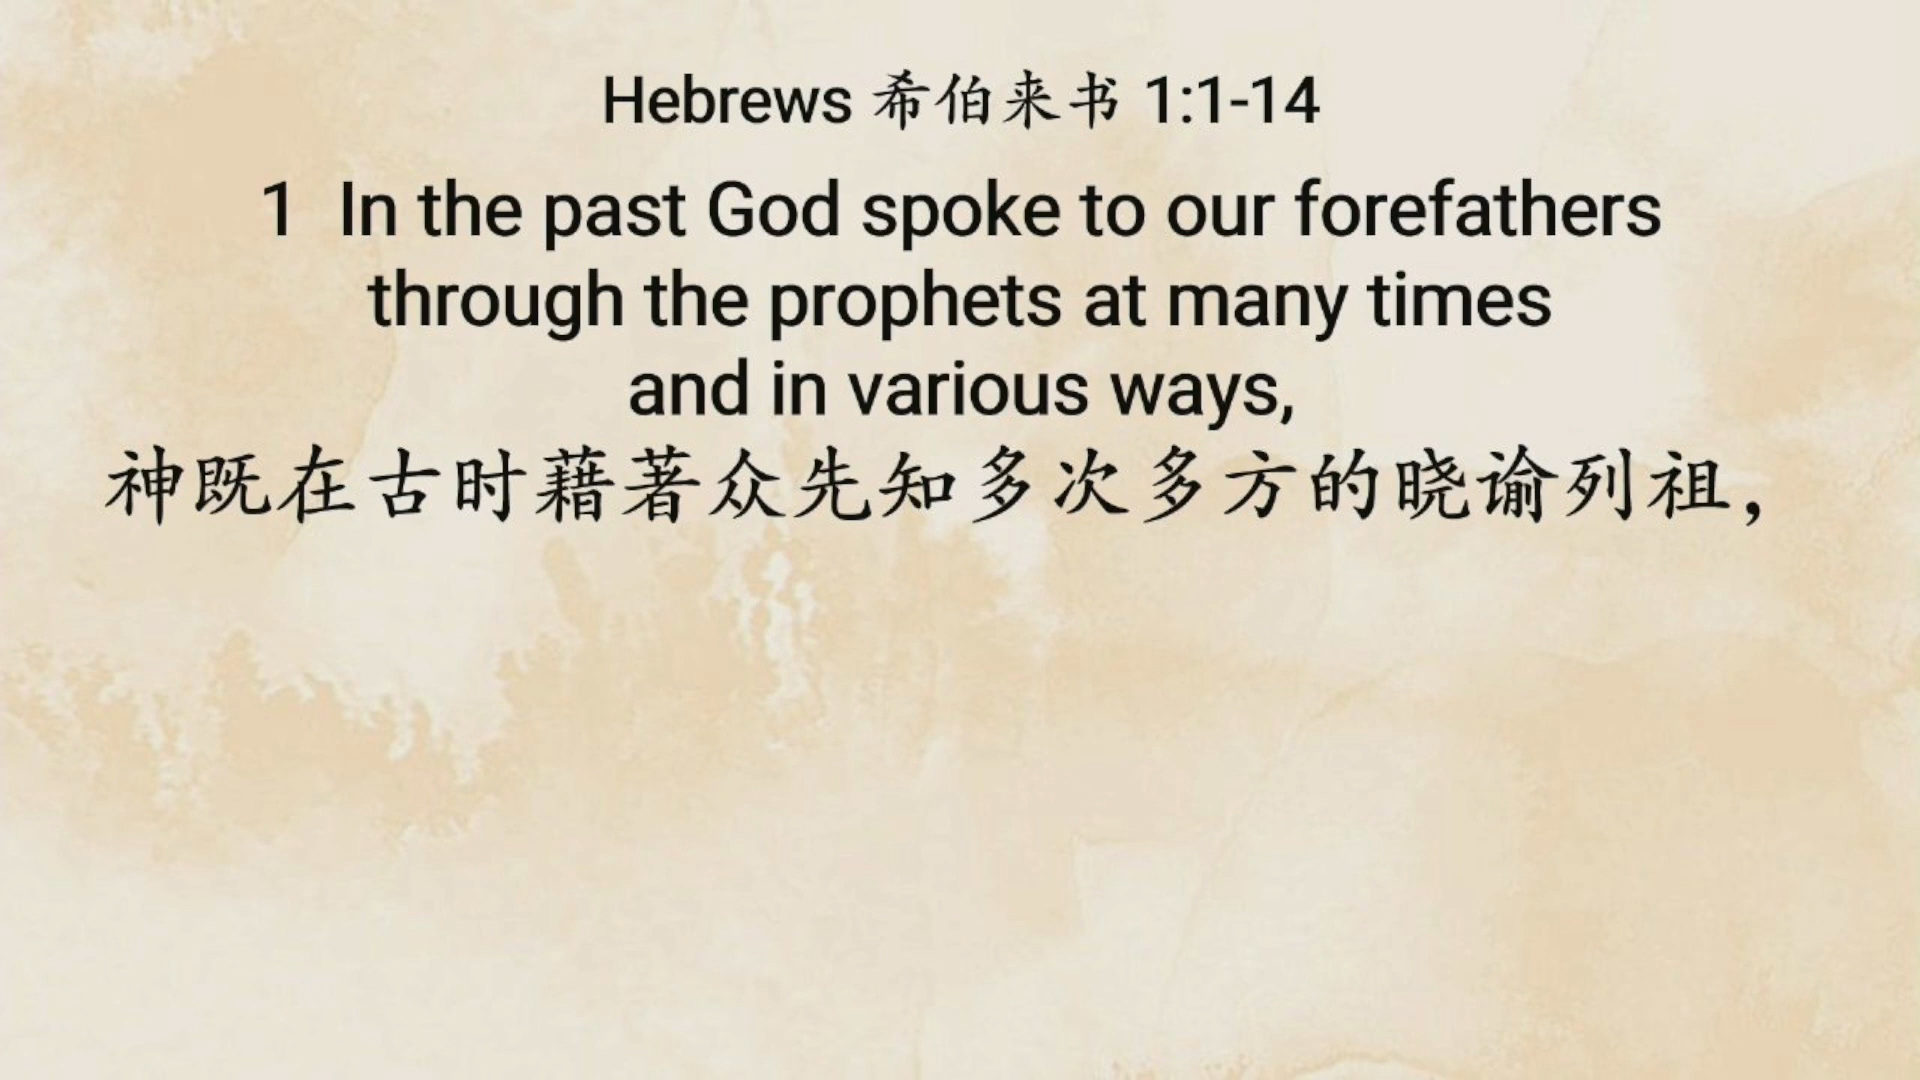 Hebrews 希伯来书 1:1-14
1 In the past God spoke to our forefathers
through the prophets at many times
and in various ways,
神既在古时藉著众先知多次多方的晓谕列祖，